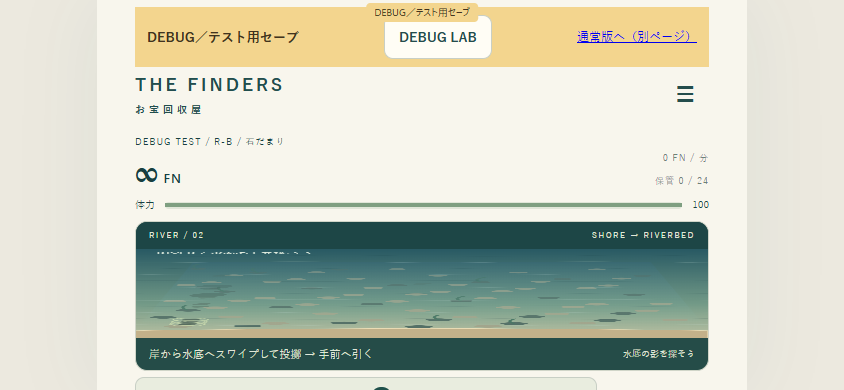 DEBUG／テスト用セーブ
DEBUG／テスト用セーブ
DEBUG LAB
通常版へ（別ページ）
THE FINDERS
お宝回収屋
DEBUG TEST / R-B / 石だまり
0 FN / 分
∞ FN
保管 0 / 24
体力
100
RIVER / 02
SHORE → RIVERBED
岸から水底へスワイプして投擲 → 手前へ引く
水底の影を探そう